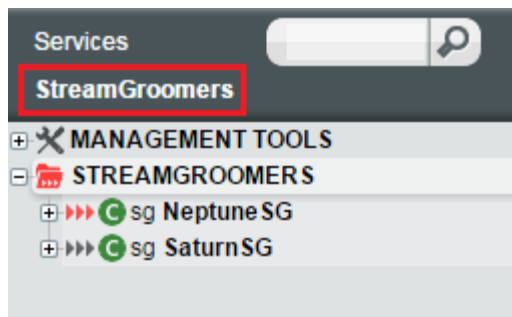 Services
StreamGroomers
MANAGEMENT TOOLS
STREAMGROOMERS
C sg NeptuneSG
C sg SaturnSG